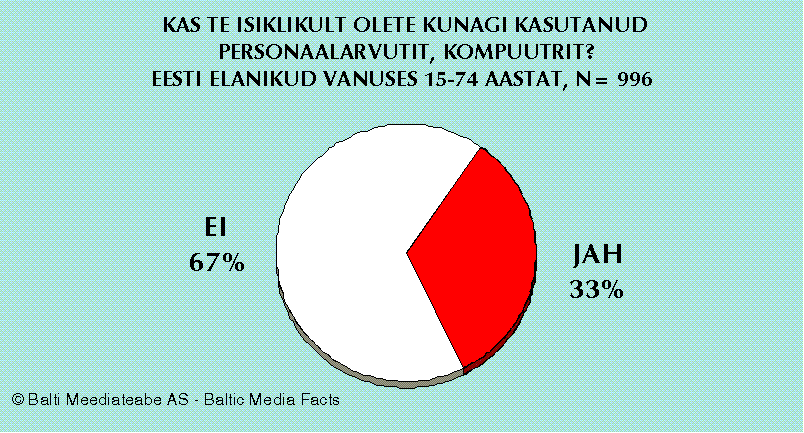 KAS TE ISIKLIKULT OLETE KUNAGI KASUTANUD
PERSONAALARVUTIT, KOMPUUTRIT?
EESTI ELANIKUD VANUSES 15-74 AASTAT, N= 996
EI
67%
JAH
33%
© Balti Meediateabe AS - Baltic Media Facts